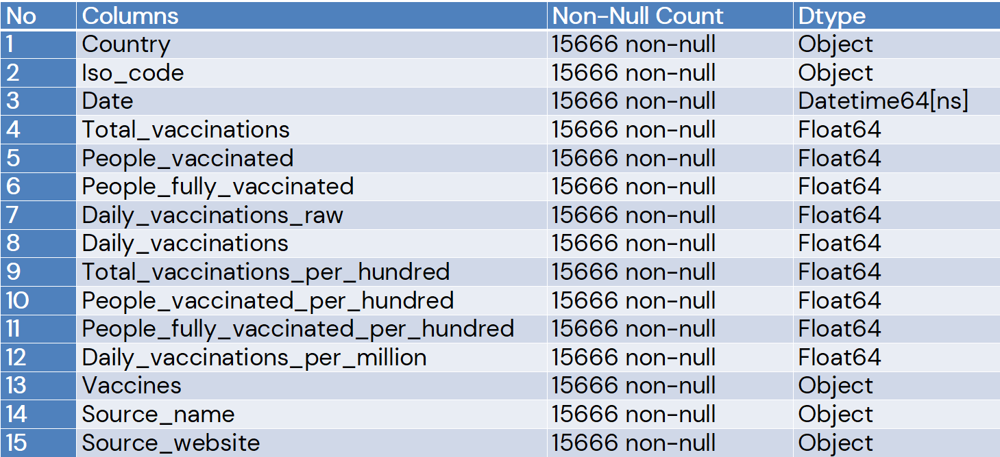 No Columns Non-Null Count Dtype
1 Country 15666 non-null Object
2 Iso_code 15666 non-null Object
3 Date 15666 non-null Datetime64[ns]
4 Total_vaccinations 15666 non-null Float64
5 People_vaccinated 15666 non-null Float64
6 People_fully_vaccinated 15666 non-null Float64
7 Daily_vaccinations_raw 15666 non-null Float64
8 Daily_vaccinations 15666 non-null Float64
9 Total_vaccinations_per_hundred 15666 non-null Float64
10 People_vaccinated_per_hundred 15666 non-null Float64
11 People_fully_vaccinated_per_hundred 15666 non-null Float64
12 Daily_vaccinations_per_million 15666 non-null Float64
13 Vaccines 15666 non-null Object
14 Source_name 15666 non-null Object
15 Source_website 15666 non-null Object